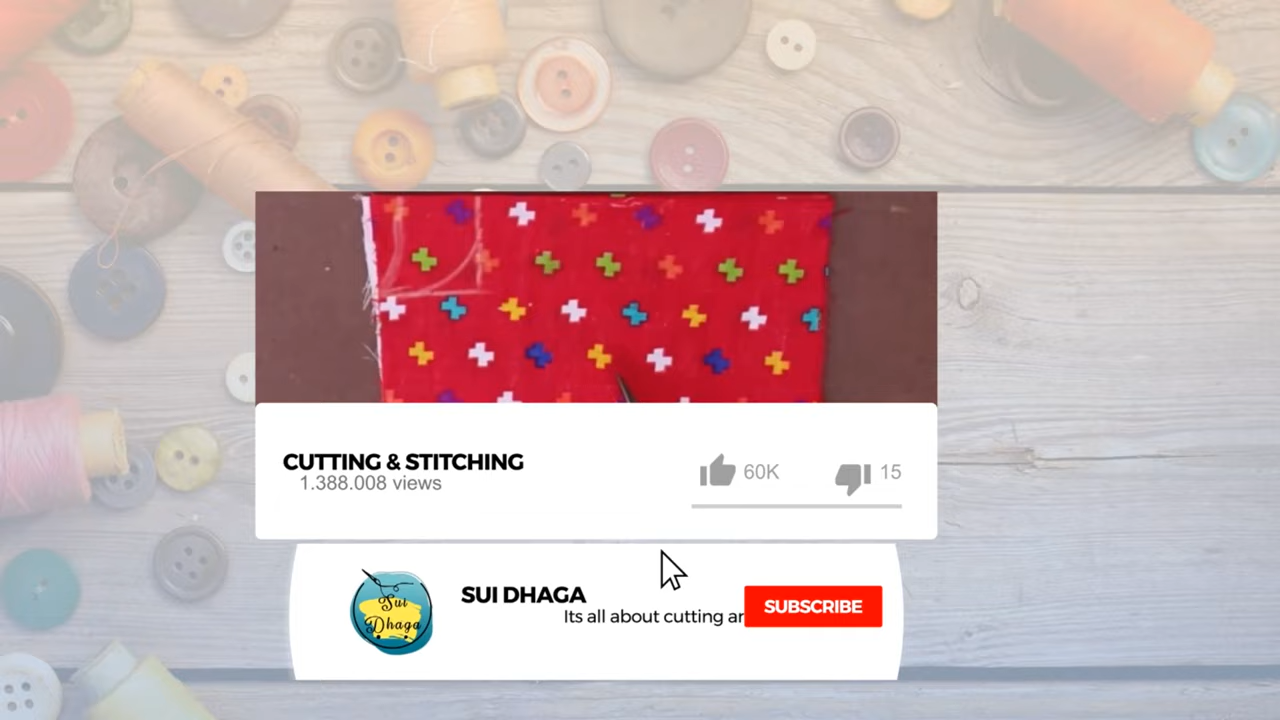 CUTTING & STITCHING
1.388.008 views
60K
15
Sui
Dhaga
SUI DHAGA
Its all about cutting ar
SUBSCRIBE